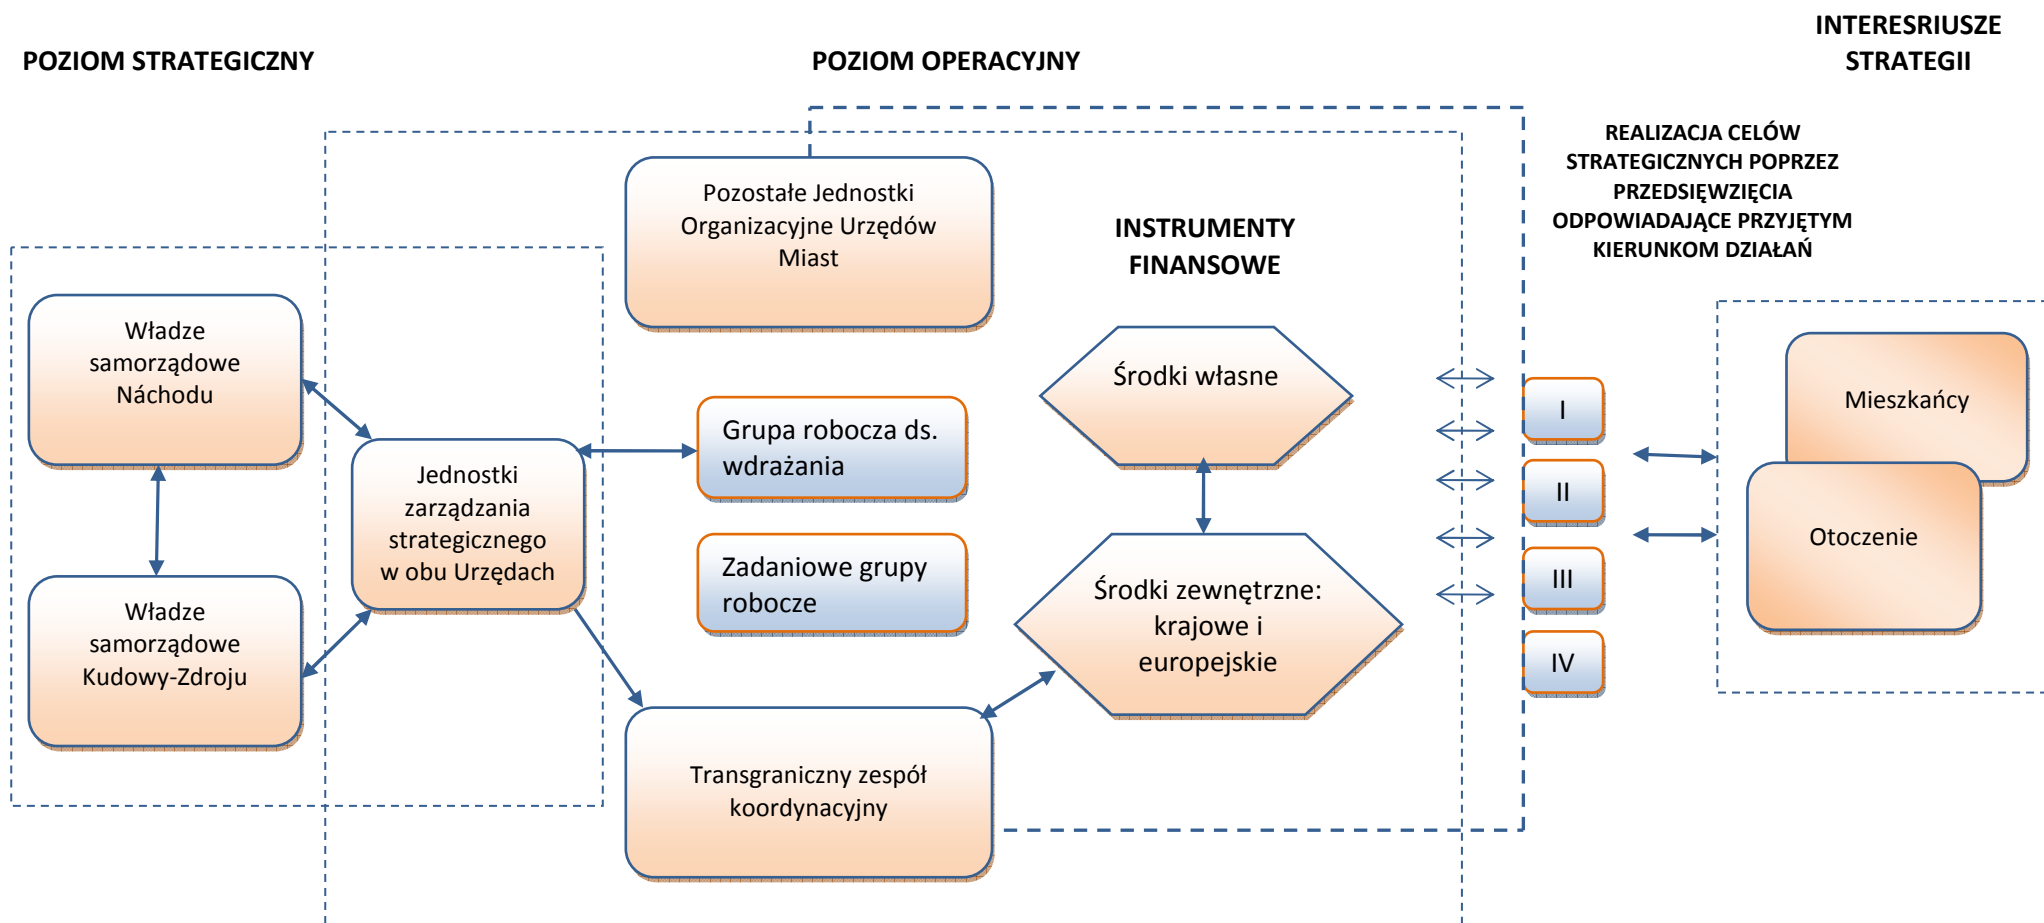 POZIOM STRATEGICZNY
POZIOM OPERACYJNY
INTERESRIUSZE
STRATEGII
REALIZACJA CELÓW
STRATEGICZNYCH POPRZEZ
PRZEDSIĘWZIĘCIA
ODPOWIADAJĄCE PRZYJĘTYM
KIERUNKOM DZIAŁAŃ
Pozostałe Jednostki
Organizacyjne Urzędów
Miast
INSTRUMENTY
FINANSOWE
Władze
samorządowe
Náchodu
Władze
samorządowe
Kudowy-Zdroju
Jednostki
zarządzania
strategicznego
w obu Urzędach
Grupa robocza ds.
wdrażania
Zadaniowe grupy
robocze
Transgraniczny zespół
koordynacyjny
Środki własne
Środki zewnętrzne:
krajowe i
europejskie
I
II
III
IV
Mieszkańcy
Otoczenie